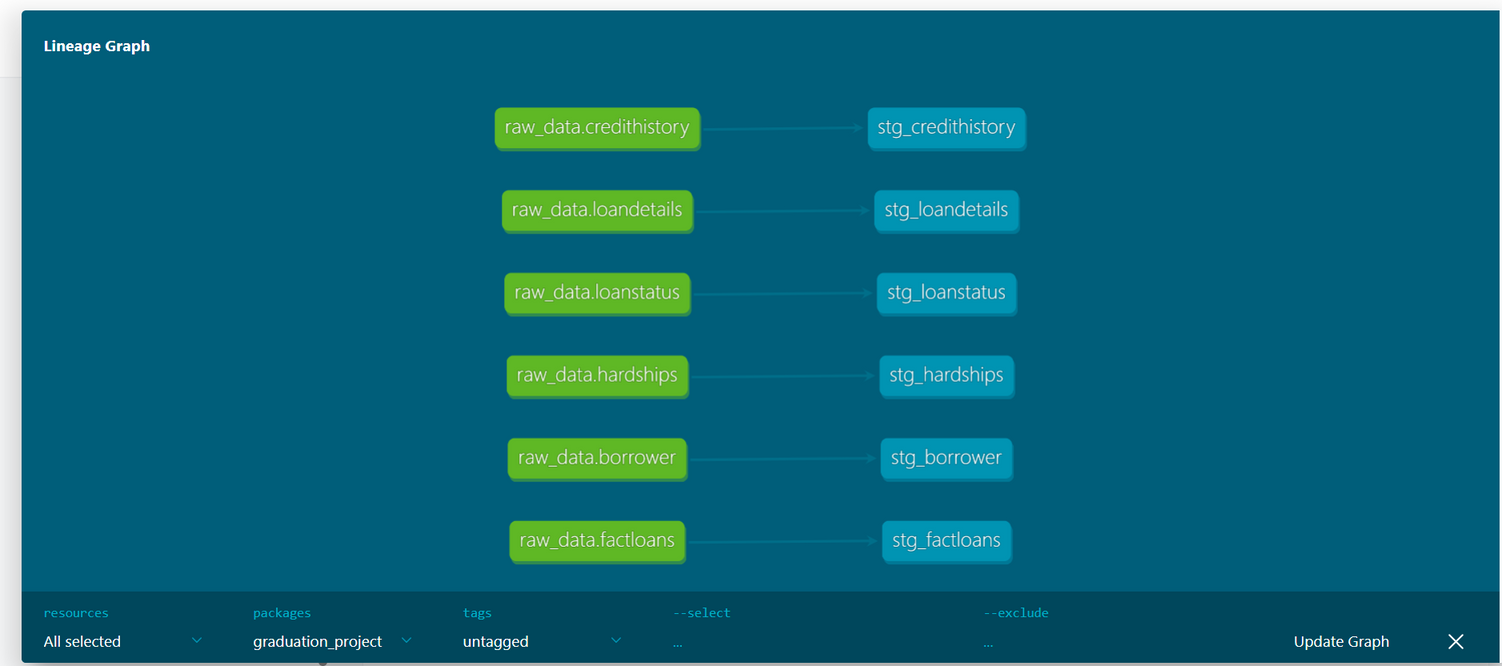 Lineage Graph
raw_data.credithistory stg_credithistory
raw_data.loandetails stg_loandetails
raw_data.loanstatus stg_loanstatus
raw_data.hardships stg_hardships
raw_data.borrower stg_borrower
raw_data.factloans stg_factloans
resources packages tags --select --exclude
All selected graduation_project untagged ... ... Update Graph